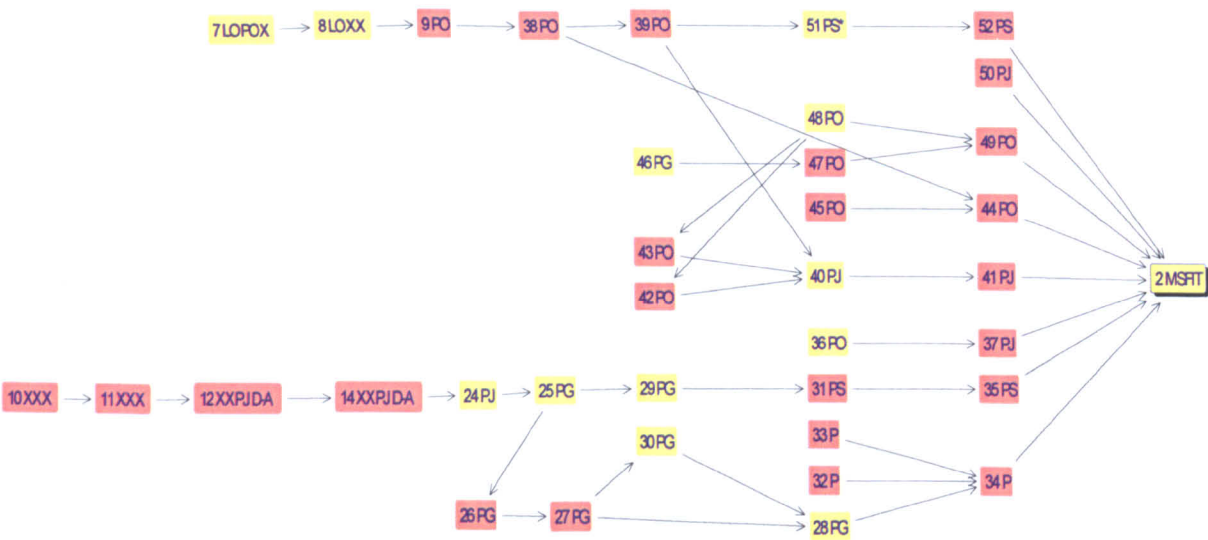 7 LOPOX
8 LOXX
9 PO
38 PO
39 PO
51 PS*
52 PS
50 PJ
48 PO
49 PO
46 PG
47 PO
45 PO
44 PO
43 PO
40 PJ
41 PJ
2 MSFIT
42 PO
36 PO
37 PJ
10 XXX
11 XXX
12 XXPJDA
14 XXPJDA
24 PJ
25 PG
29 PG
31 PS
35 PS
33 P
30 PG
32 P
34 P
26 PG
27 PG
28 PG